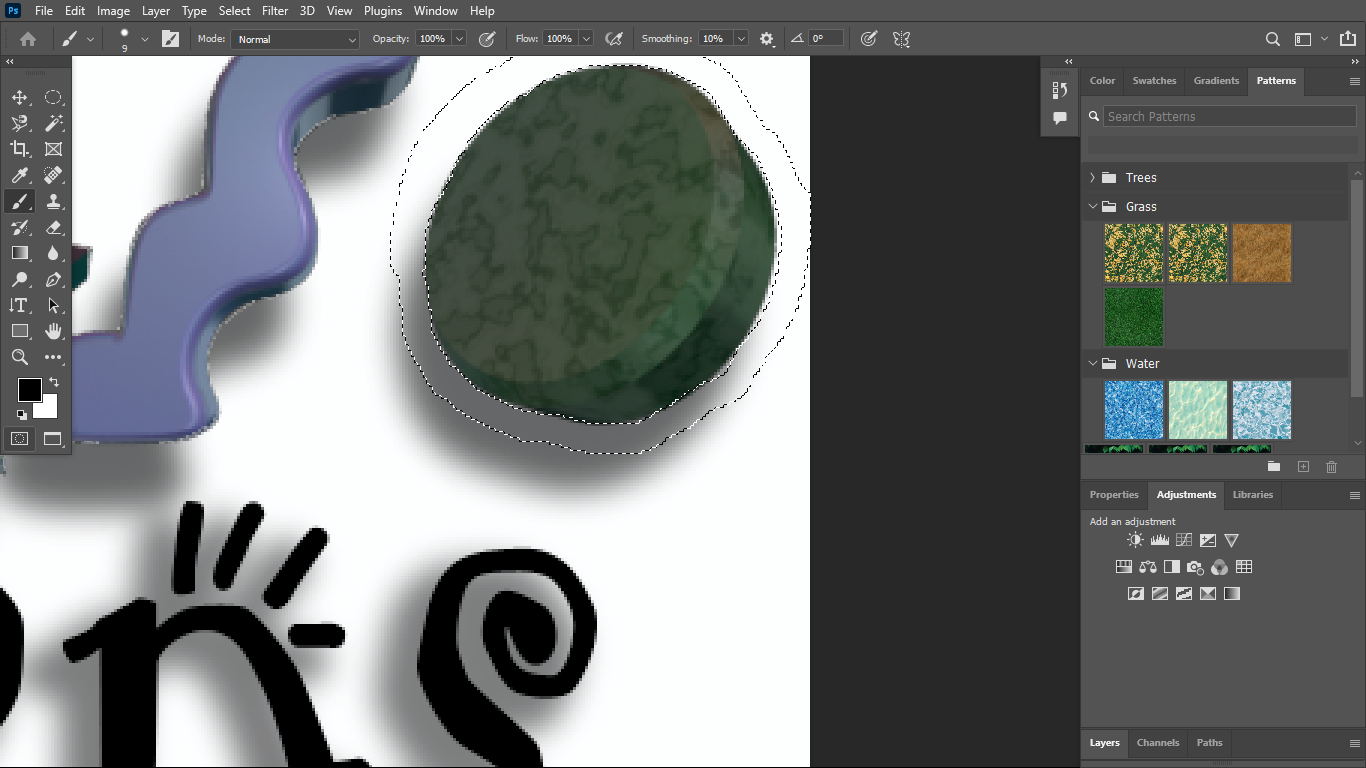 Ps File Edit Image Layer Type Select Filter 3D View Plugins Window Help
9 Mode: Normal Opacity: 100% Flow: 100% Smoothing: 10% 0°
Color Swatches Gradients Patterns
Search Patterns
Trees
Grass
Water
Properties Adjustments Libraries
Add an adjustment
Layers Channels Paths